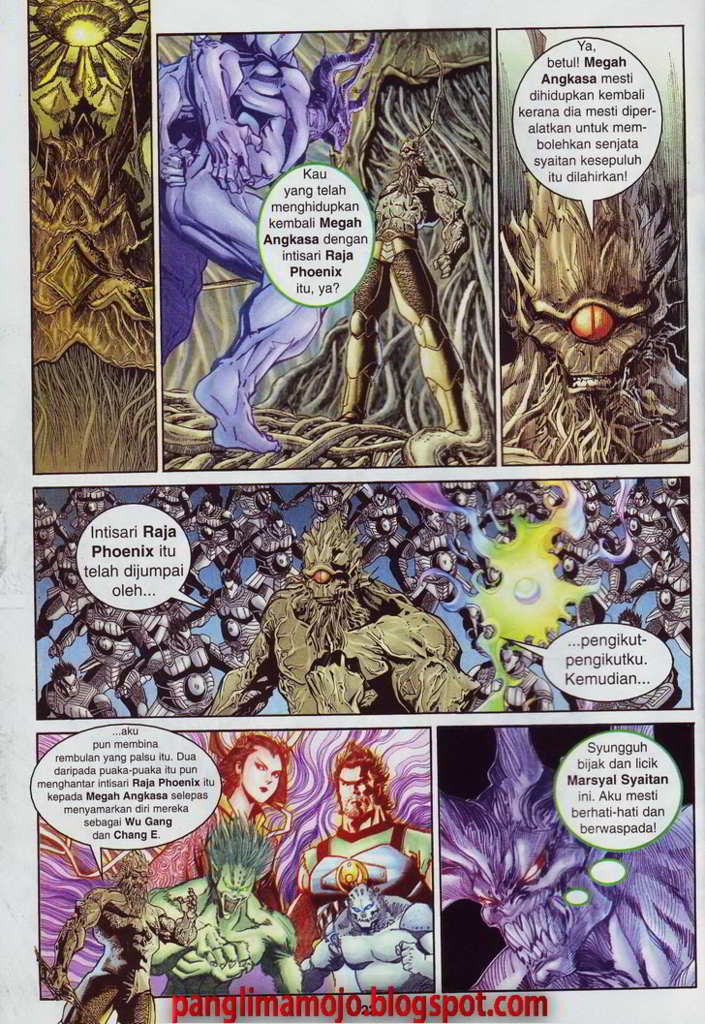 Kau
yang telah
menghidupkan
kembali Megah
Angkasa dengan
intisari Raja
Phoenix
itu, ya?
Ya,
betul! Megah
Angkasa mesti
dihidupkan kembali
kerana dia mesti diper-
alatkan untuk mem-
bolehkan senjata
syaitan kesepuluh
itu dilahirkan!
Intisari Raja
Phoenix itu
telah dijumpai
oleh...
...pengikut-
pengikutku.
Kemudian...
...aku
pun membina
rembulan yang palsu itu. Dua
daripada puaka-puaka itu pun
menghantar intisari Raja Phoenix itu
kepada Megah Angkasa selepas
menyamarkan diri mereka
sebagai Wu Gang
dan Chang E.
Syungguh
bijak dan licik
Marsyal Syaitan
ini. Aku mesti
berhati-hati dan
berwaspada!
panglimamojo.blogspot.com